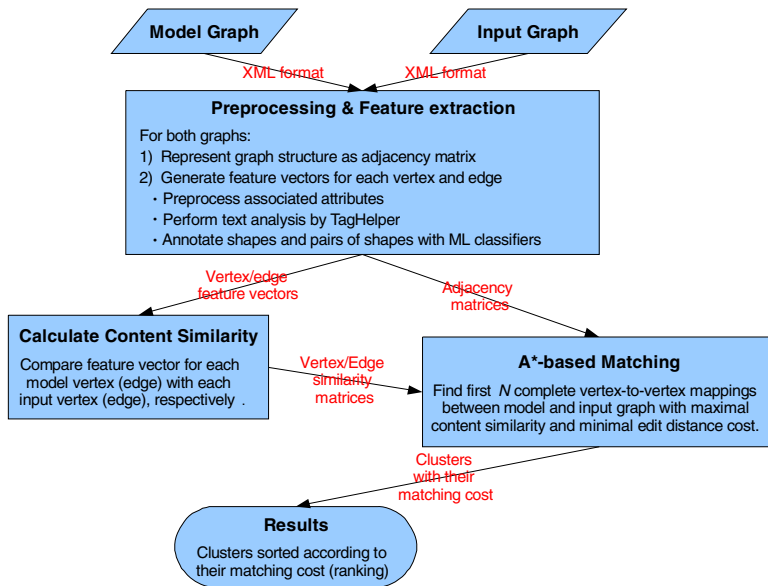 Model Graph
Input Graph
XML format
XML format
Preprocessing & Feature extraction
For both graphs:
1) Represent graph structure as adjacency matrix
2) Generate feature vectors for each vertex and edge
· Preprocess associated attributes
· Perform text analysis by TagHelper
· Annotate shapes and pairs of shapes with ML classifiers
Vertex/edge
feature vectors
Adjacency
matrices
Calculate Content Similarity
Compare feature vector for each
model vertex (edge) with each
input vertex (edge), respectively .
Vertex/Edge
similarity
matrices
A*-based Matching
Find first N complete vertex-to-vertex mappings
between model and input graph with maximal
content similarity and minimal edit distance cost.
Clusters
with their
matching cost
Results
Clusters sorted according to
their matching cost (ranking)